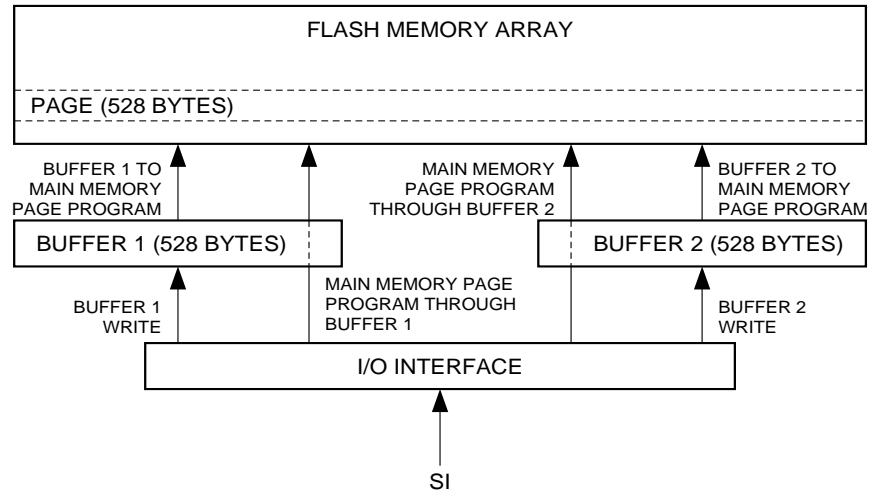 FLASH MEMORY ARRAY
PAGE (528 BYTES)
BUFFER 1 TO
MAIN MEMORY
PAGE PROGRAM
MAIN MEMORY
PAGE PROGRAM
THROUGH BUFFER 2
BUFFER 2 TO
MAIN MEMORY
PAGE PROGRAM
BUFFER 1 (528 BYTES)
BUFFER 2 (528 BYTES)
BUFFER 1
WRITE
MAIN MEMORY PAGE
PROGRAM THROUGH
BUFFER 1
BUFFER 2
WRITE
I/O INTERFACE
SI